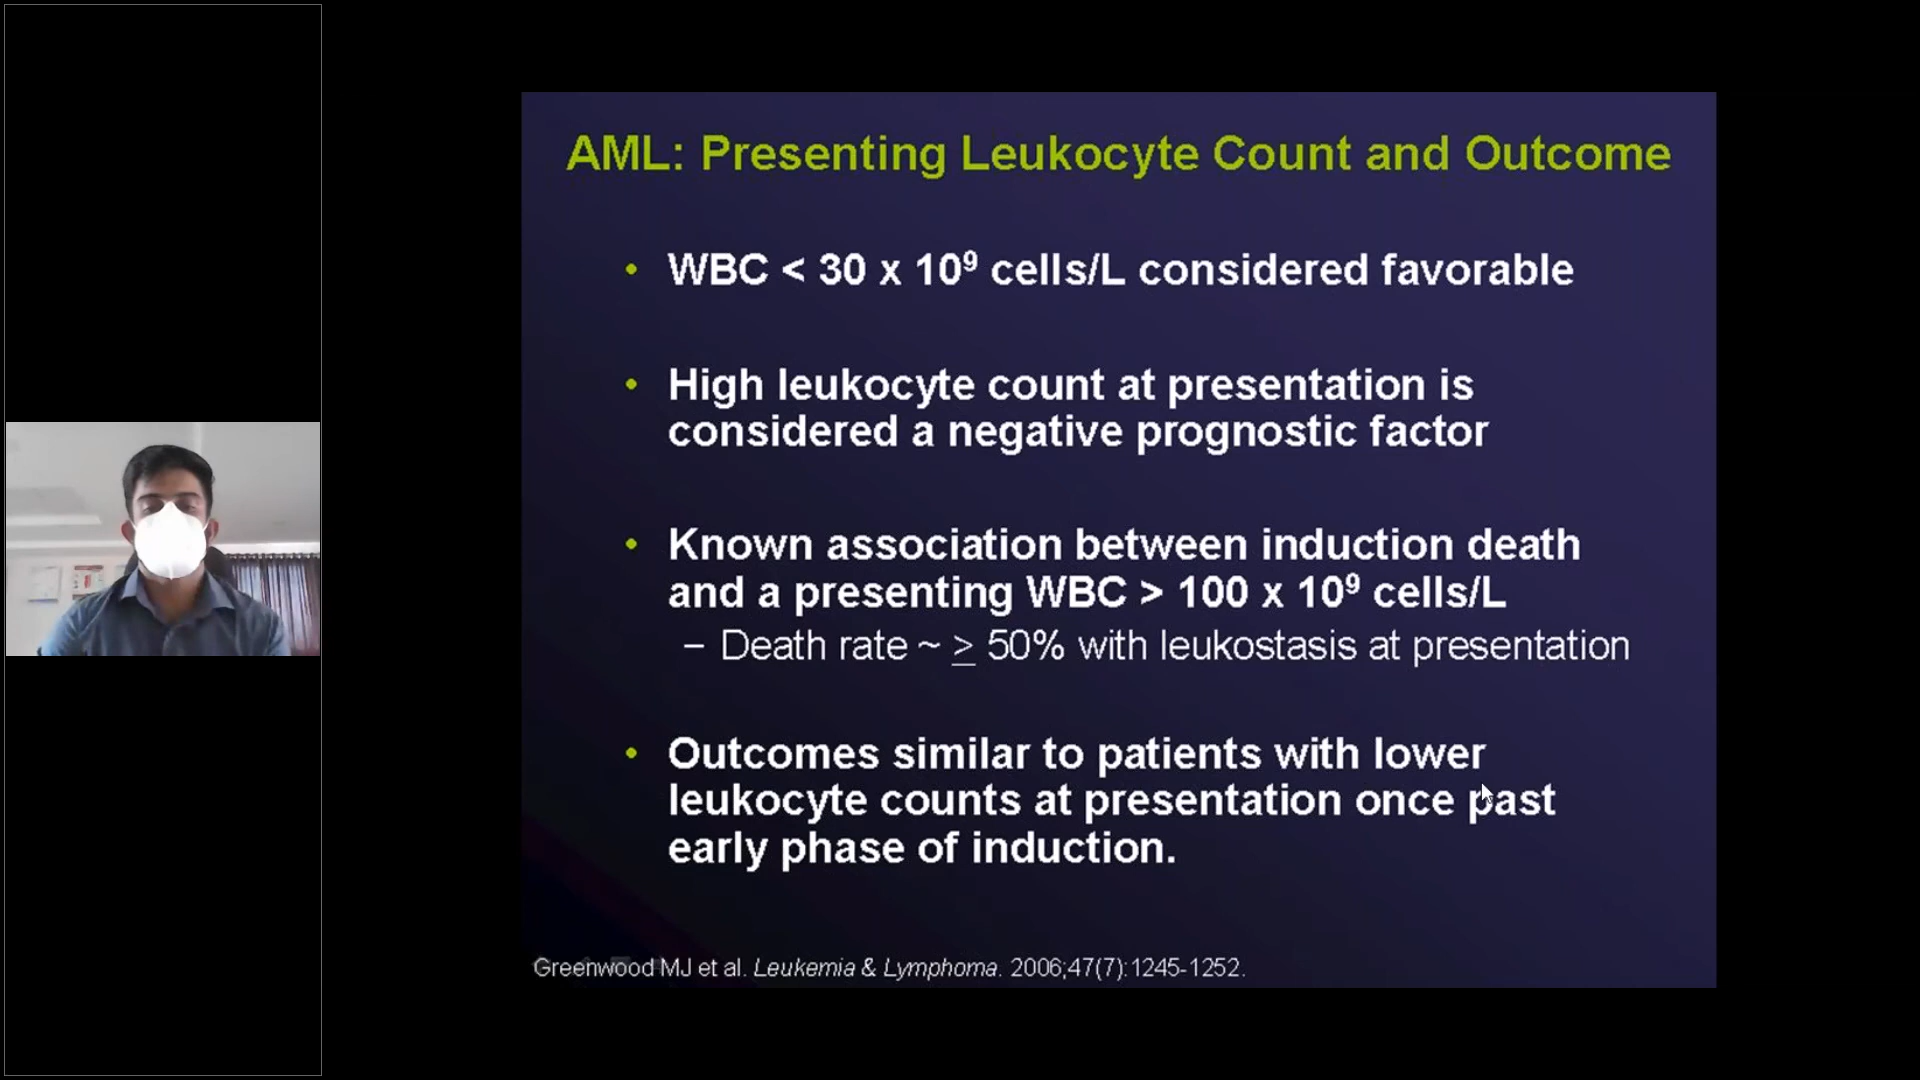 AML: Presenting Leukocyte Count and Outcome
• WBC < 30 x 10⁹ cells/L considered favorable
• High leukocyte count at presentation is
considered a negative prognostic factor
• Known association between induction death
and a presenting WBC > 100 x 10⁹ cells/L
– Death rate ~ ≥ 50% with leukostasis at presentation
• Outcomes similar to patients with lower
leukocyte counts at presentation once past
early phase of induction.
Greenwood MJ et al. Leukemia & Lymphoma. 2006;47(7):1245-1252.